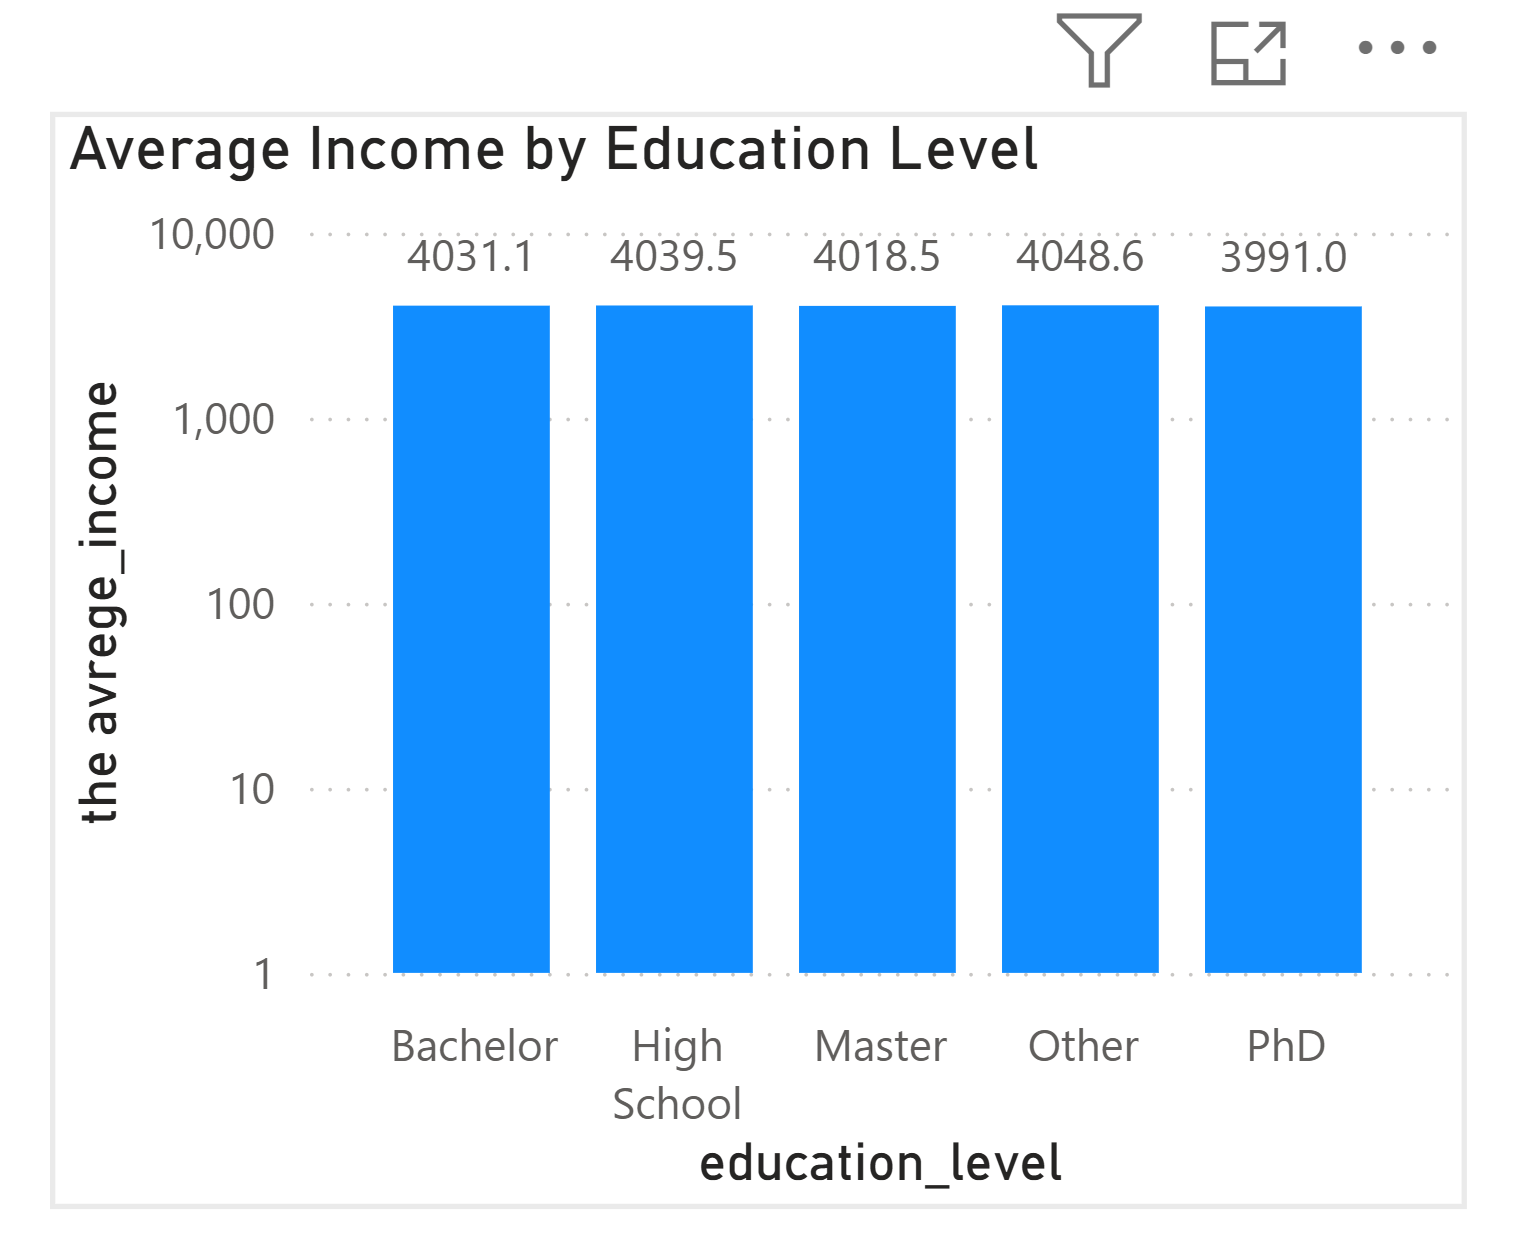 Average Income by Education Level
10,000
4031.1 4039.5 4018.5 4048.6 3991.0
1,000
100
10
1
the avrege_income
Bachelor High Master Other PhD
School
education_level